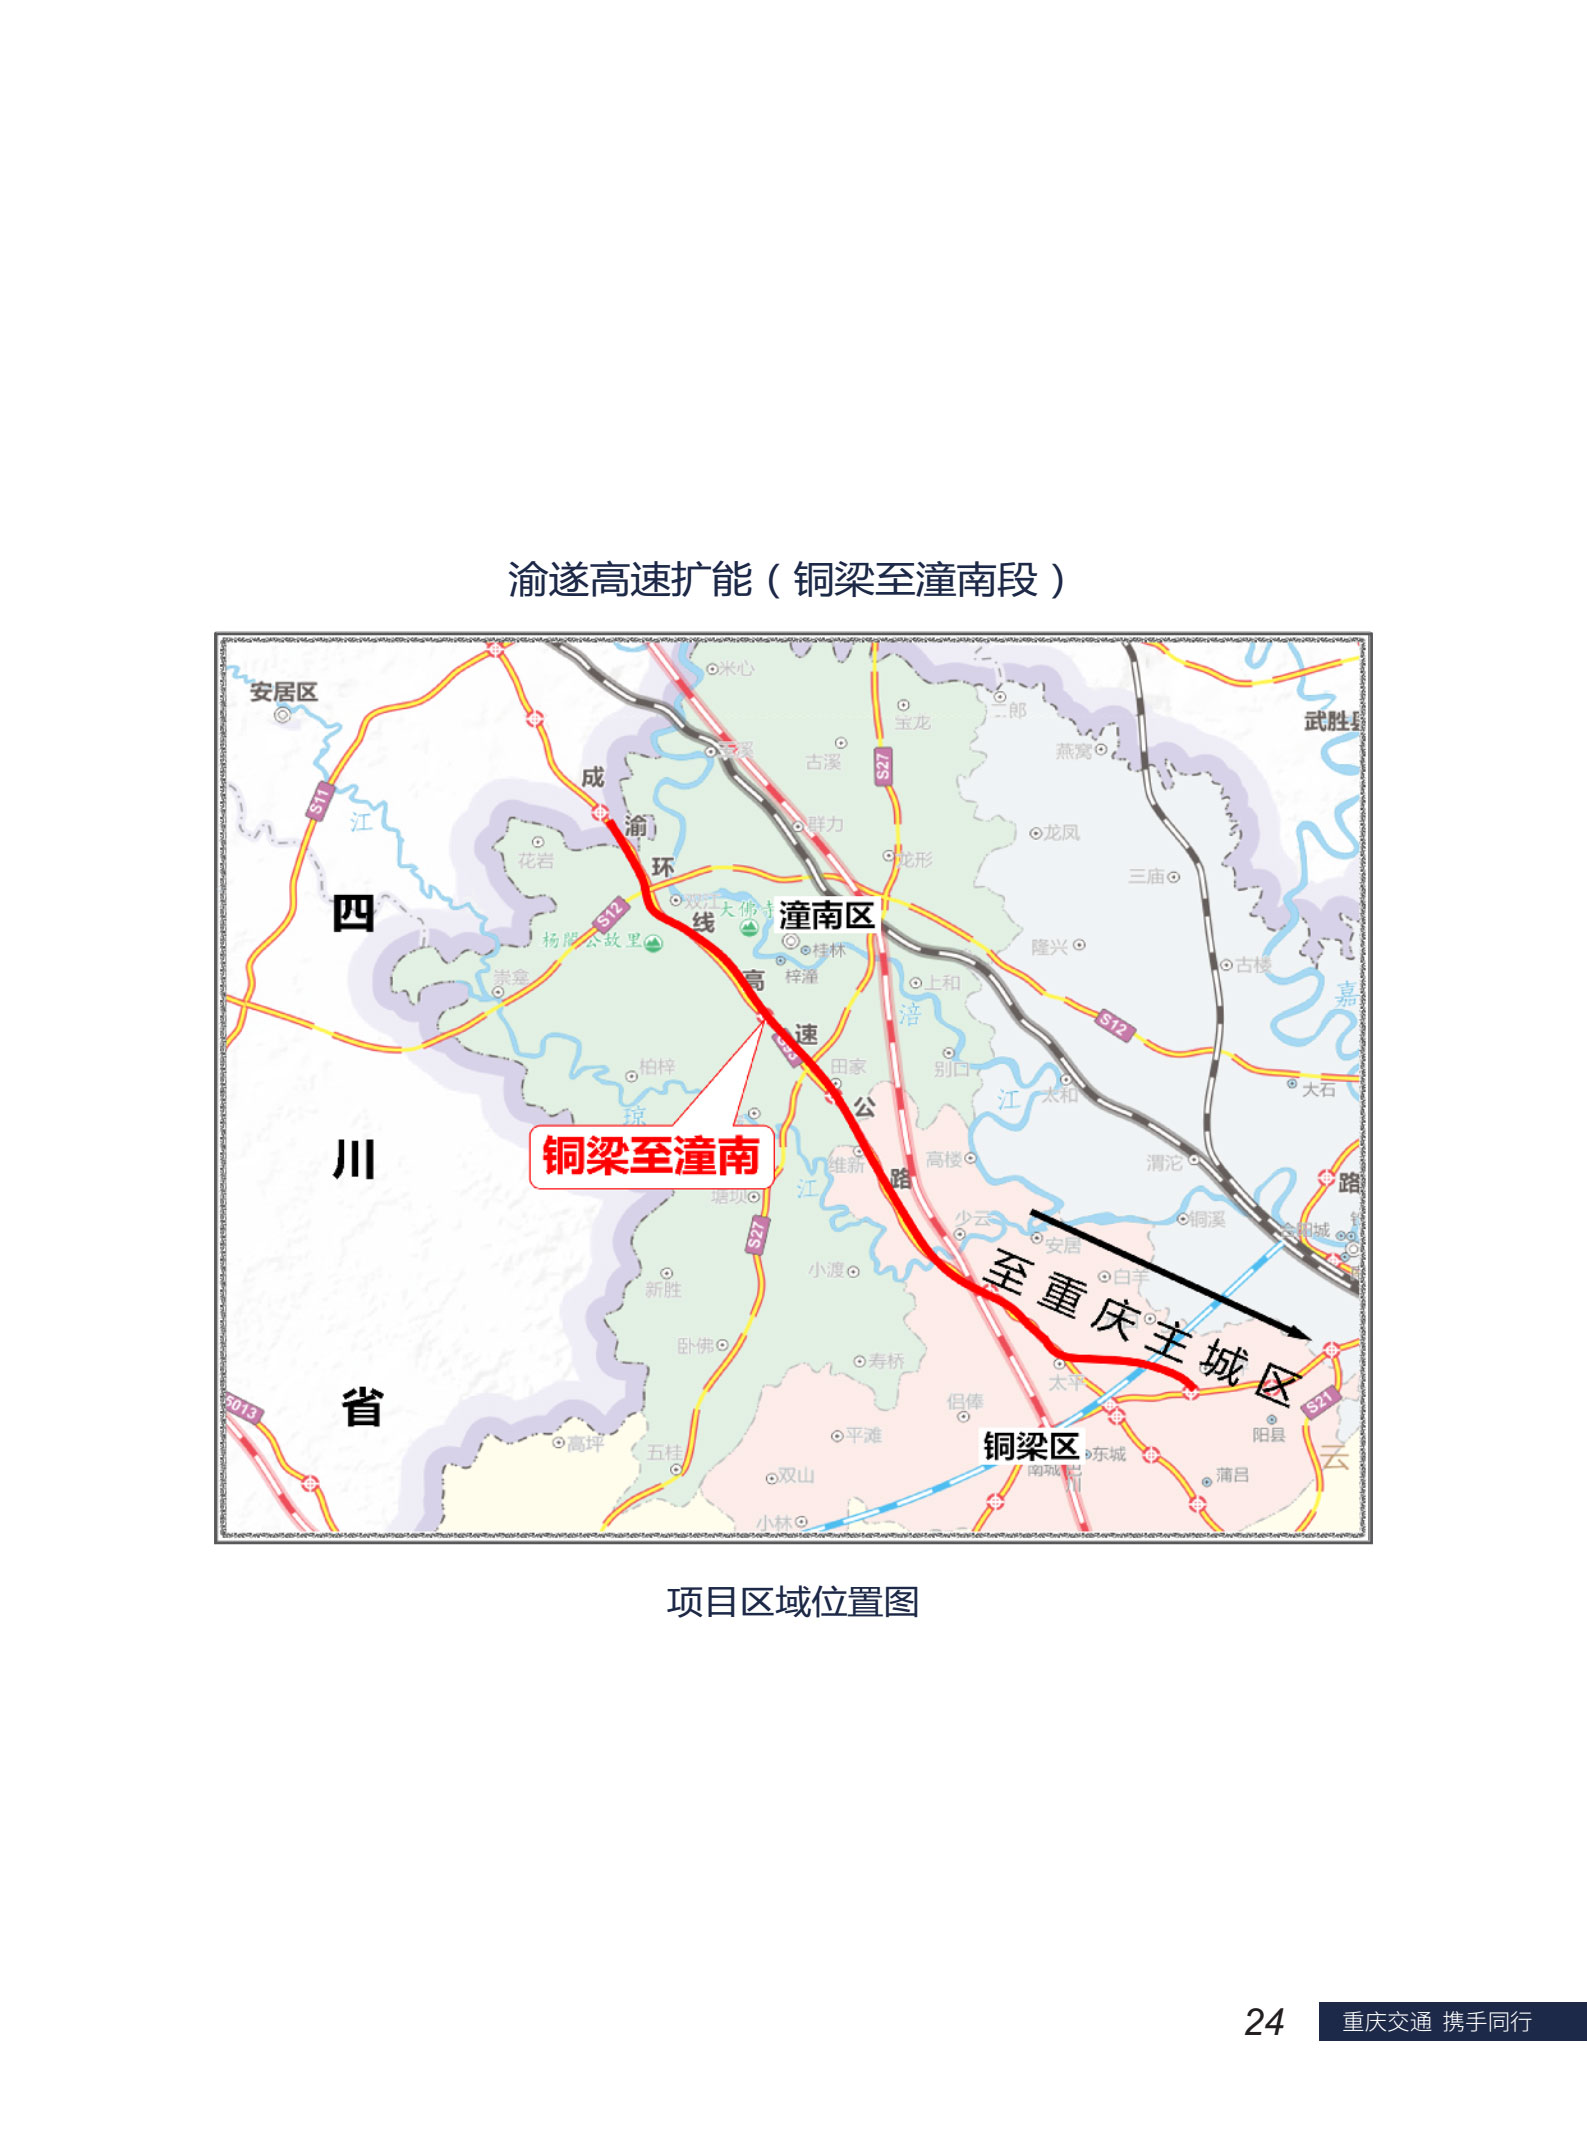 渝遂高速扩能（铜梁至潼南段）
安居区
米心
宝龙
武胜县
古溪
燕窝
S27
成
S11
江
渝
群力
龙凤
花岩
龙形
环
三庙
双江
大佛寺
四
S12
线
潼南区
杨闇公故里
桂林
隆兴
古楼
崇龛
高
梓潼
上和
嘉
涪
S12
速
G93
柏梓
田家
别口
太和
大石
琼
江
公
川
铜梁至潼南
维新
高楼
渭沱
路
路
江
塘坝
少云
铜溪
S27
安居
合阳城
小渡
白羊
新胜
至重庆主城区
卧佛
寿桥
太平
省
侣俸
S21
高坪
平滩
阳县
五桂
铜梁区
东城
云
双山
南城
蒲吕
小林
项目区域位置图
24
重庆交通 携手同行